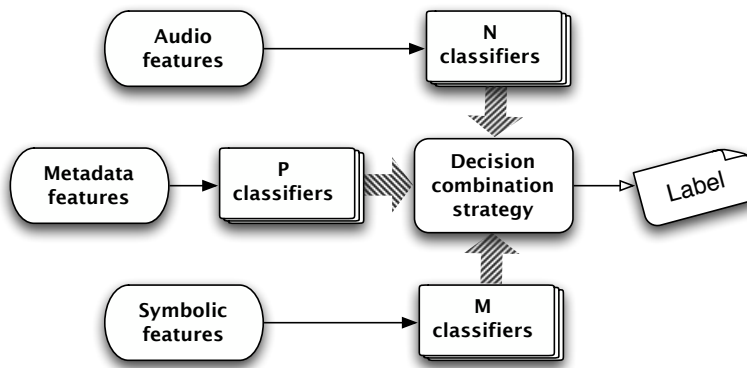 Audio
features
N
classifiers
Metadata
features
P
classifiers
Decision
combination
strategy
Label
Symbolic
features
M
classifiers